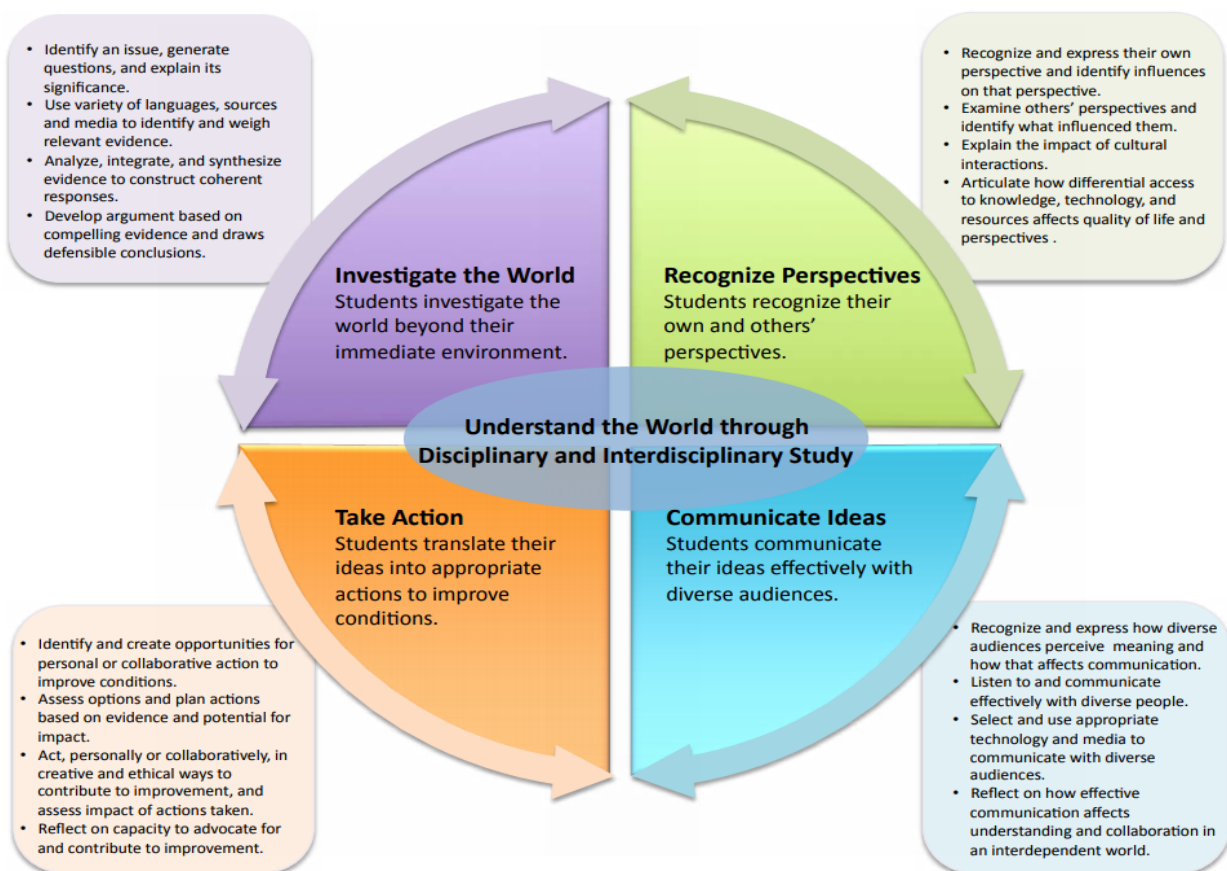 • Identify an issue, generate
questions, and explain its
significance.
• Use variety of languages, sources
and media to identify and weigh
relevant evidence.
• Analyze, integrate, and synthesize
evidence to construct coherent
responses.
• Develop argument based on
compelling evidence and draws
defensible conclusions.
• Recognize and express their own
perspective and identify influences
on that perspective.
• Examine others’ perspectives and
identify what influenced them.
• Explain the impact of cultural
interactions.
• Articulate how differential access
to knowledge, technology, and
resources affects quality of life and
perspectives .
Investigate the World
Students investigate the
world beyond their
immediate environment.
Recognize Perspectives
Students recognize their
own and others’
perspectives.
Understand the World through
Disciplinary and Interdisciplinary Study
Take Action
Students translate their
ideas into appropriate
actions to improve
conditions.
Communicate Ideas
Students communicate
their ideas effectively with
diverse audiences.
• Identify and create opportunities for
personal or collaborative action to
improve conditions.
• Assess options and plan actions
based on evidence and potential for
impact.
• Act, personally or collaboratively, in
creative and ethical ways to
contribute to improvement, and
assess impact of actions taken.
• Reflect on capacity to advocate for
and contribute to improvement.
• Recognize and express how diverse
audiences perceive meaning and
how that affects communication.
• Listen to and communicate
effectively with diverse people.
• Select and use appropriate
technology and media to
communicate with diverse
audiences.
• Reflect on how effective
communication affects
understanding and collaboration in
an interdependent world.